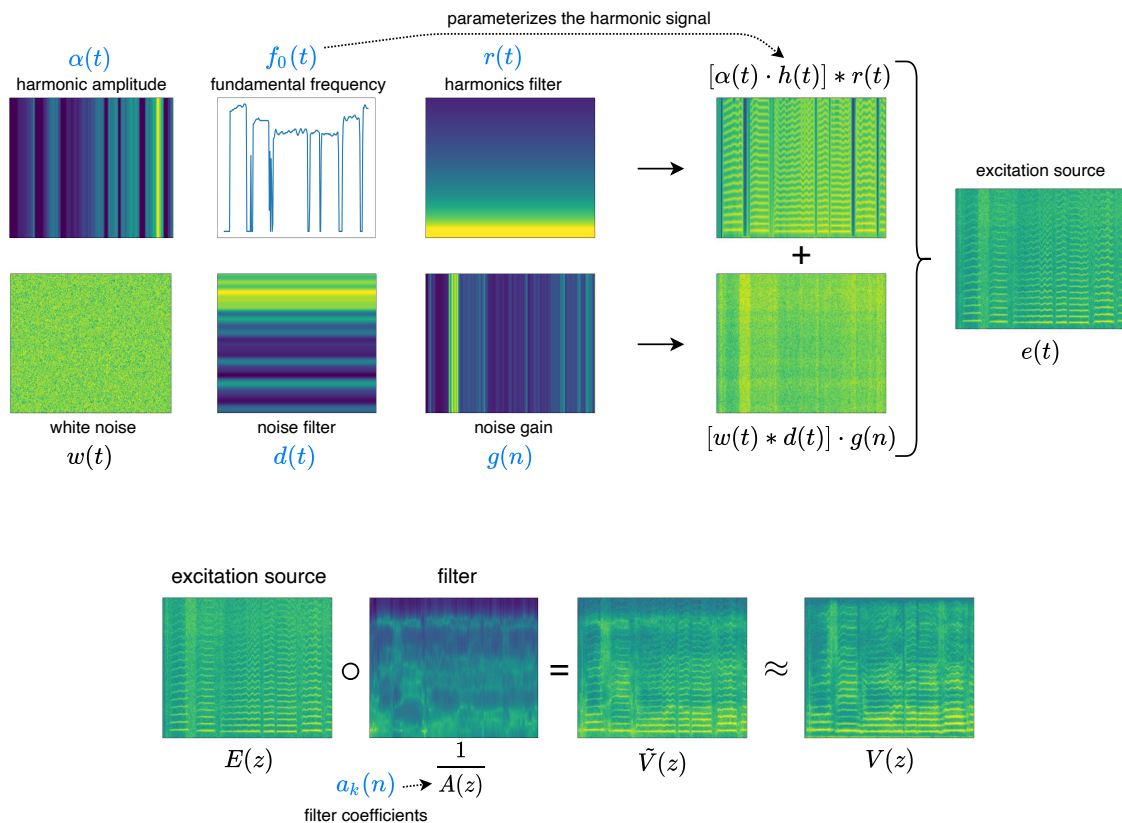 parameterizes the harmonic signal
α(t) f₀(t) r(t) [α(t) · h(t)] * r(t)
harmonic amplitude fundamental frequency harmonics filter
excitation source
+
e(t)
white noise noise filter noise gain
w(t) d(t) g(n) [w(t) * d(t)] · g(n)
excitation source filter
○ = ≈
E(z) 1/A(z) Ṽ(z) V(z)
aₖ(n)
filter coefficients